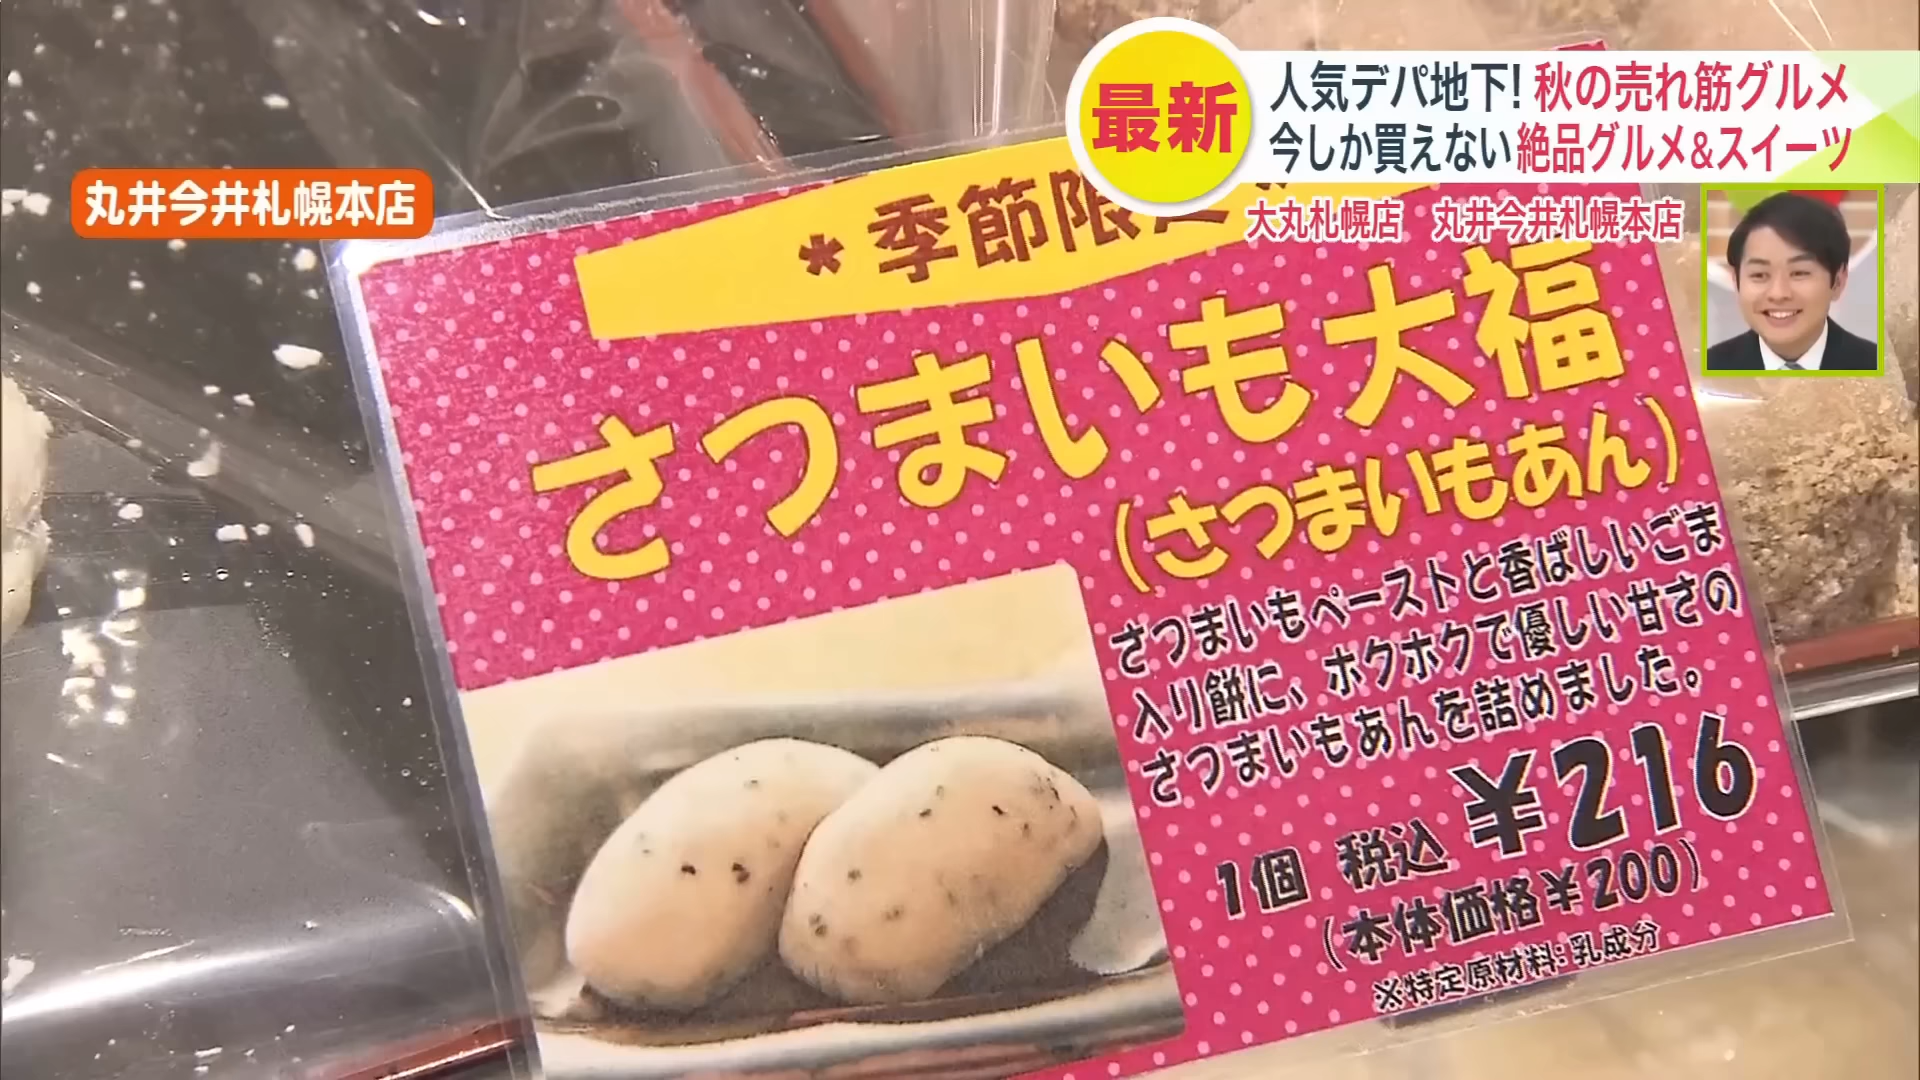 最新
人気デパ地下! 秋の売れ筋グルメ
今しか買えない絶品グルメ&スイーツ
大丸札幌店 丸井今井札幌本店
丸井今井札幌本店
*季節限定
さつまいも大福
(さつまいもあん)
さつまいもペーストと香ばしいごま
入り餅に、ホクホクで優しい甘さの
さつまいもあんを詰めました。
1個 税込 ¥216
(本体価格¥200)
※特定原材料:乳成分